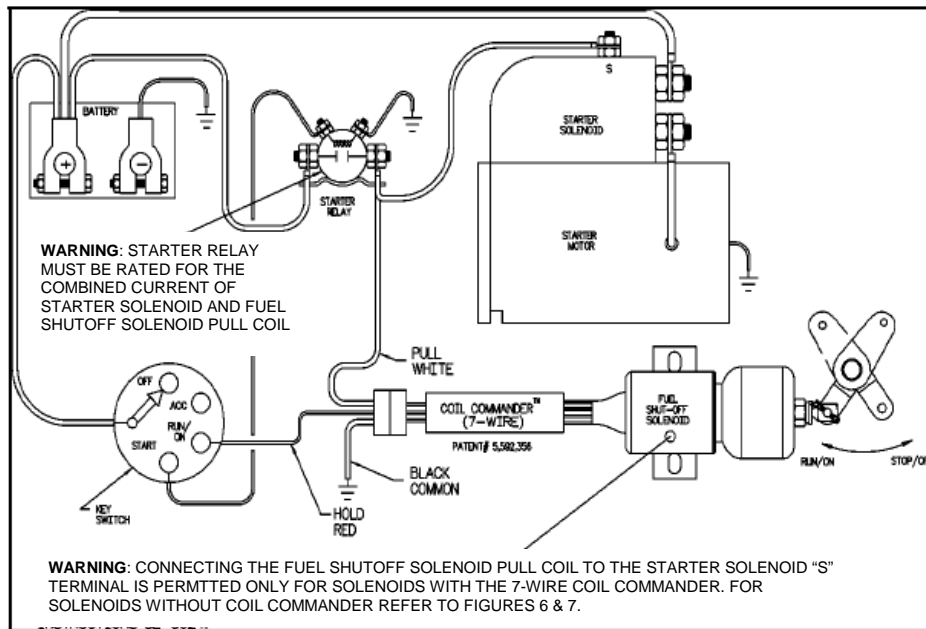 BATTERY
+
−
S
STARTER
SOLENOID
STARTER
RELAY
STARTER
MOTOR
WARNING: STARTER RELAY
MUST BE RATED FOR THE
COMBINED CURRENT OF
STARTER SOLENOID AND FUEL
SHUTOFF SOLENOID PULL COIL
PULL
WHITE
OFF
ACC
RUN/
ON
START
KEY
SWITCH
COIL COMMANDER™
(7-WIRE)
PATENT# 5,592,356
FUEL
SHUT-OFF
SOLENOID
RUN/ON
STOP/OF
BLACK
COMMON
HOLD
RED
WARNING: CONNECTING THE FUEL SHUTOFF SOLENOID PULL COIL TO THE STARTER SOLENOID “S”
TERMINAL IS PERMTTED ONLY FOR SOLENOIDS WITH THE 7-WIRE COIL COMMANDER. FOR
SOLENOIDS WITHOUT COIL COMMANDER REFER TO FIGURES 6 & 7.